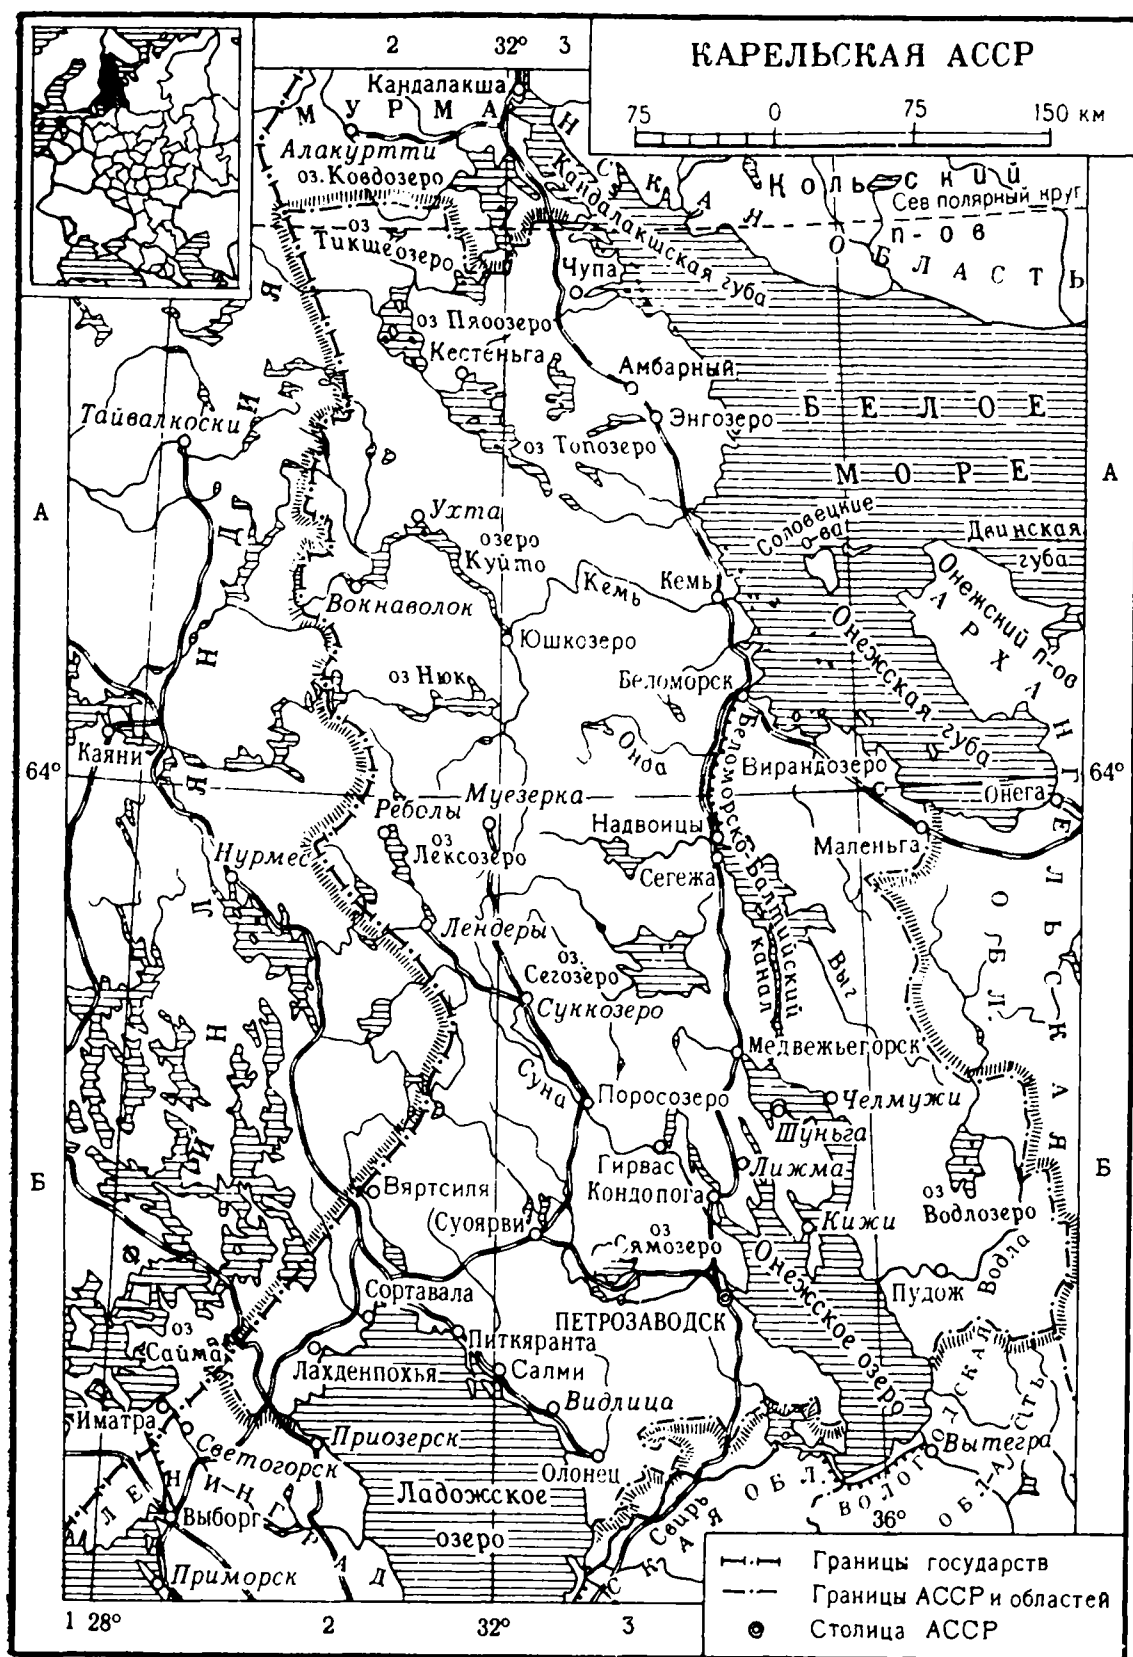 КАРЕЛЬСКАЯ АССР
75 0 75 150 км
2 32° 3
Кандалакша
МУРМАНСКАЯ ОБЛАСТЬ
Алакуртти
оз. Ковдозеро
Кандалакшская губа
Кольский
п-ов
Сев полярный круг
оз
Тикшеозеро
Чупа
оз Пяоозеро
Кестеньга
Амбарный
Энгозеро
оз Топозеро
БЕЛОЕ
МОРЕ
Тайвалкоски
А
А
Ухта
озеро
Куйто
Соловецкие
о-ва
Двинская
губа
Вокнаволок
Кемь
Кемь
Онежский п-ов
Юшкозеро
Онежская губа
оз Нюк
Беломорск
Каяни
Онда
Вирандозеро
64°
64°
Онега
Муезерка
Реболы
оз
Лексозеро
Надвоицы
Маленьга
Нурмес
Сегежа
Беломорско-Балтийский
канал
Лендеры
оз.
Сегозеро
Выг
Суккозеро
ФИНЛЯНДИЯ
АРХАНГЕЛЬСКАЯ
ОБЛ.
Медвежьегорск
Суна
Поросозеро
Челмужи
Шуньга
Б
Б
Гирвас
Лижма
Вяртсиля
Кондопога
оз
Водлозеро
Суоярви
Кижи
оз
Сямозеро
Водла
Онежское озеро
Сортавала
Пудож
ПЕТРОЗАВОДСК
Питкяранта
оз
Сайма
Салми
Лахденпохья
Видлица
Иматра
Приозерск
Вытегра
Светогорск
Олонец
Ладожское
озеро
Свирь
ВОЛОГОДСКАЯ
ОБЛАСТЬ
Выборг
ЛЕНИНГРАДСКАЯ ОБЛ.
36°
Приморск
1 28° 2 32° 3
Границы государств
Границы АССР и областей
Столица АССР